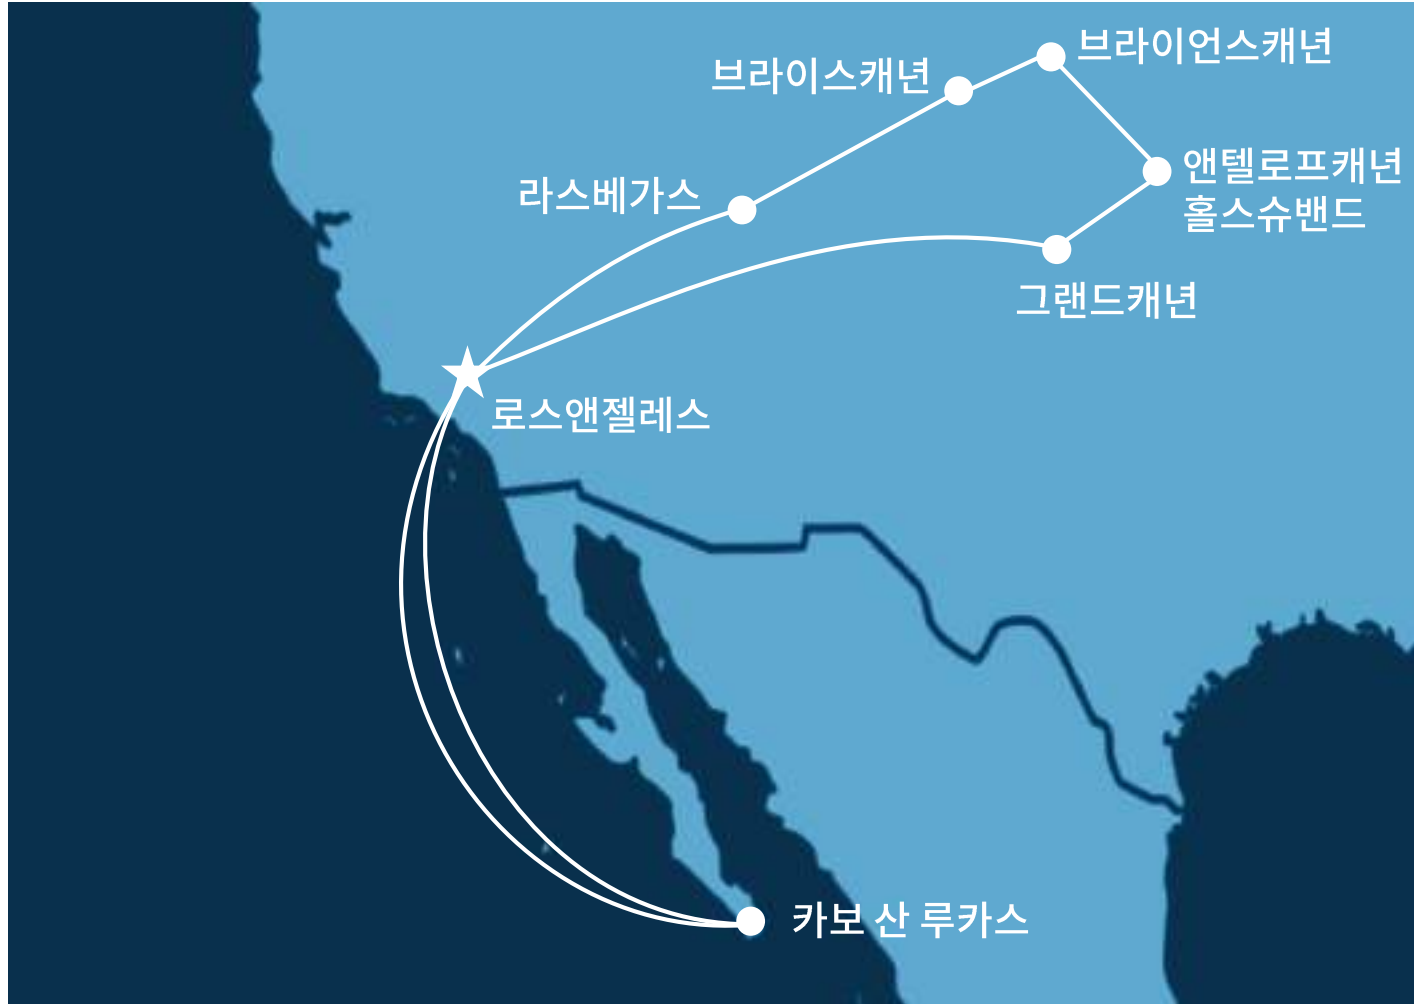 브라이언스캐년
브라이스캐년
앤텔로프캐년
홀스슈밴드
라스베가스
그랜드캐년
로스앤젤레스
카보 산 루카스